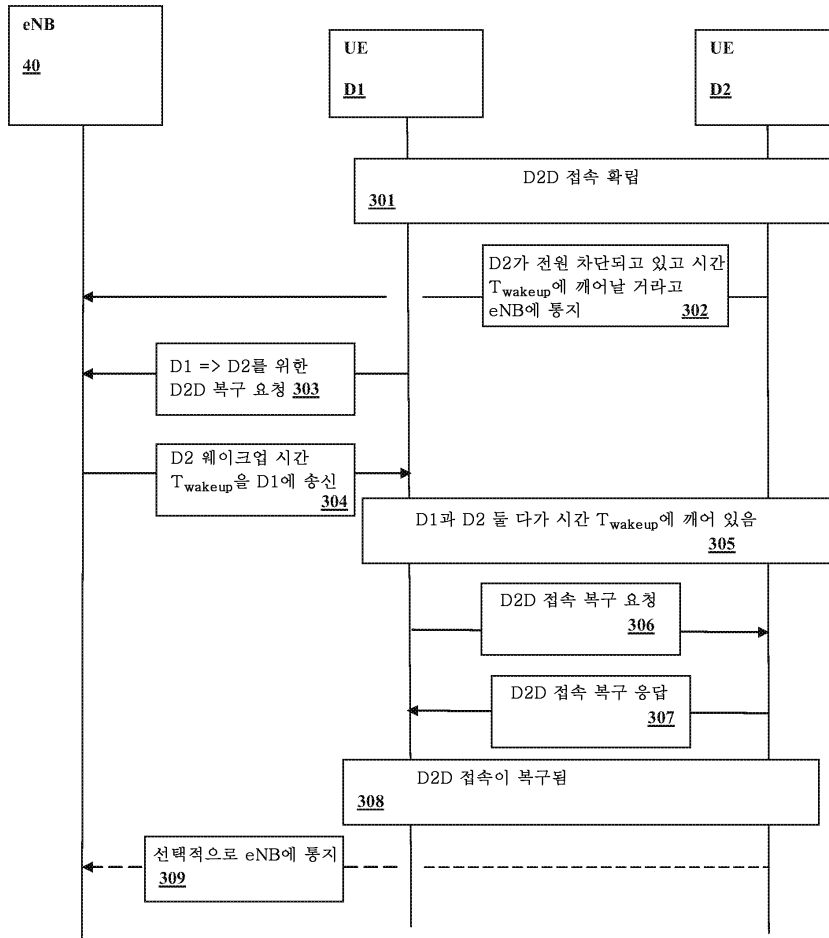 eNB
40
UE
D1
UE
D2
D2D 접속 확립
301
D2가 전원 차단되고 있고 시간
Twakeup에 깨어날 거라고
eNB에 통지 302
D1 => D2를 위한
D2D 복구 요청 303
D2 웨이크업 시간
Twakeup을 D1에 송신
304
D1과 D2 둘 다가 시간 Twakeup에 깨어 있음
305
D2D 접속 복구 요청
306
D2D 접속 복구 응답
307
D2D 접속이 복구됨
308
선택적으로 eNB에 통지
309